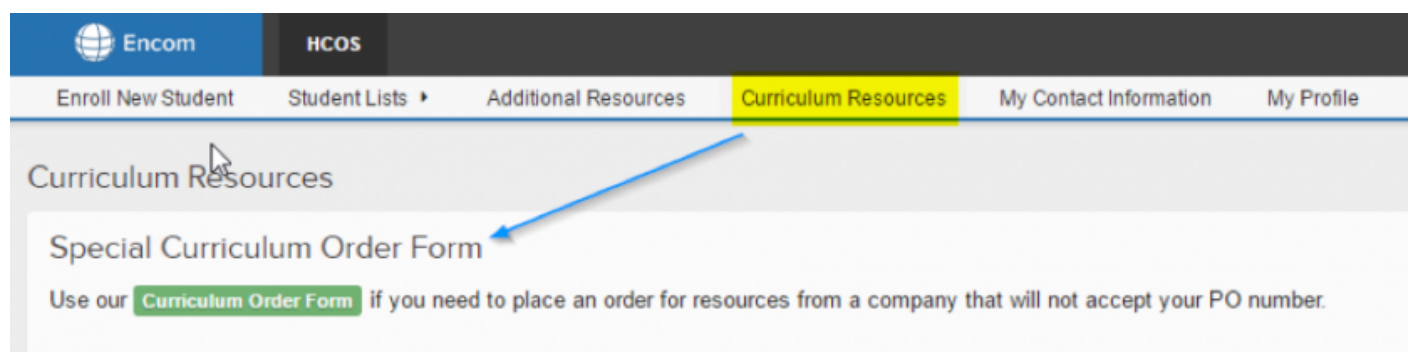 Encom HCOS
Enroll New Student Student Lists Additional Resources Curriculum Resources My Contact Information My Profile
Curriculum Resources
Special Curriculum Order Form
Use our Curriculum Order Form if you need to place an order for resources from a company that will not accept your PO number.